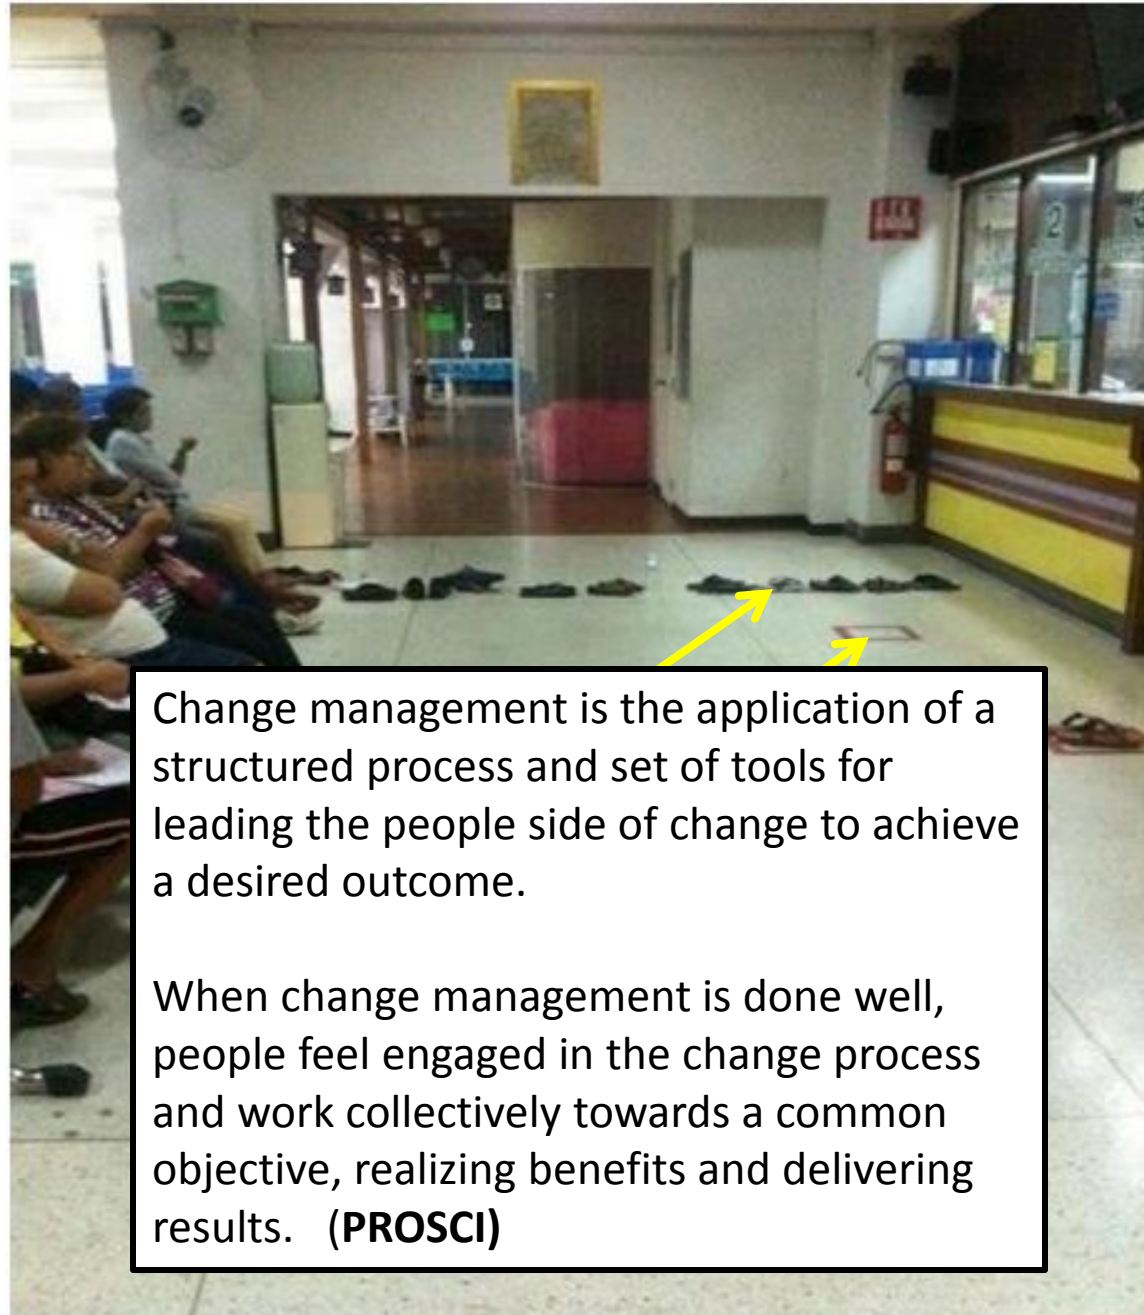 2
Change management is the application of a
structured process and set of tools for
leading the people side of change to achieve
a desired outcome.
When change management is done well,
people feel engaged in the change process
and work collectively towards a common
objective, realizing benefits and delivering
results. (PROSCI)